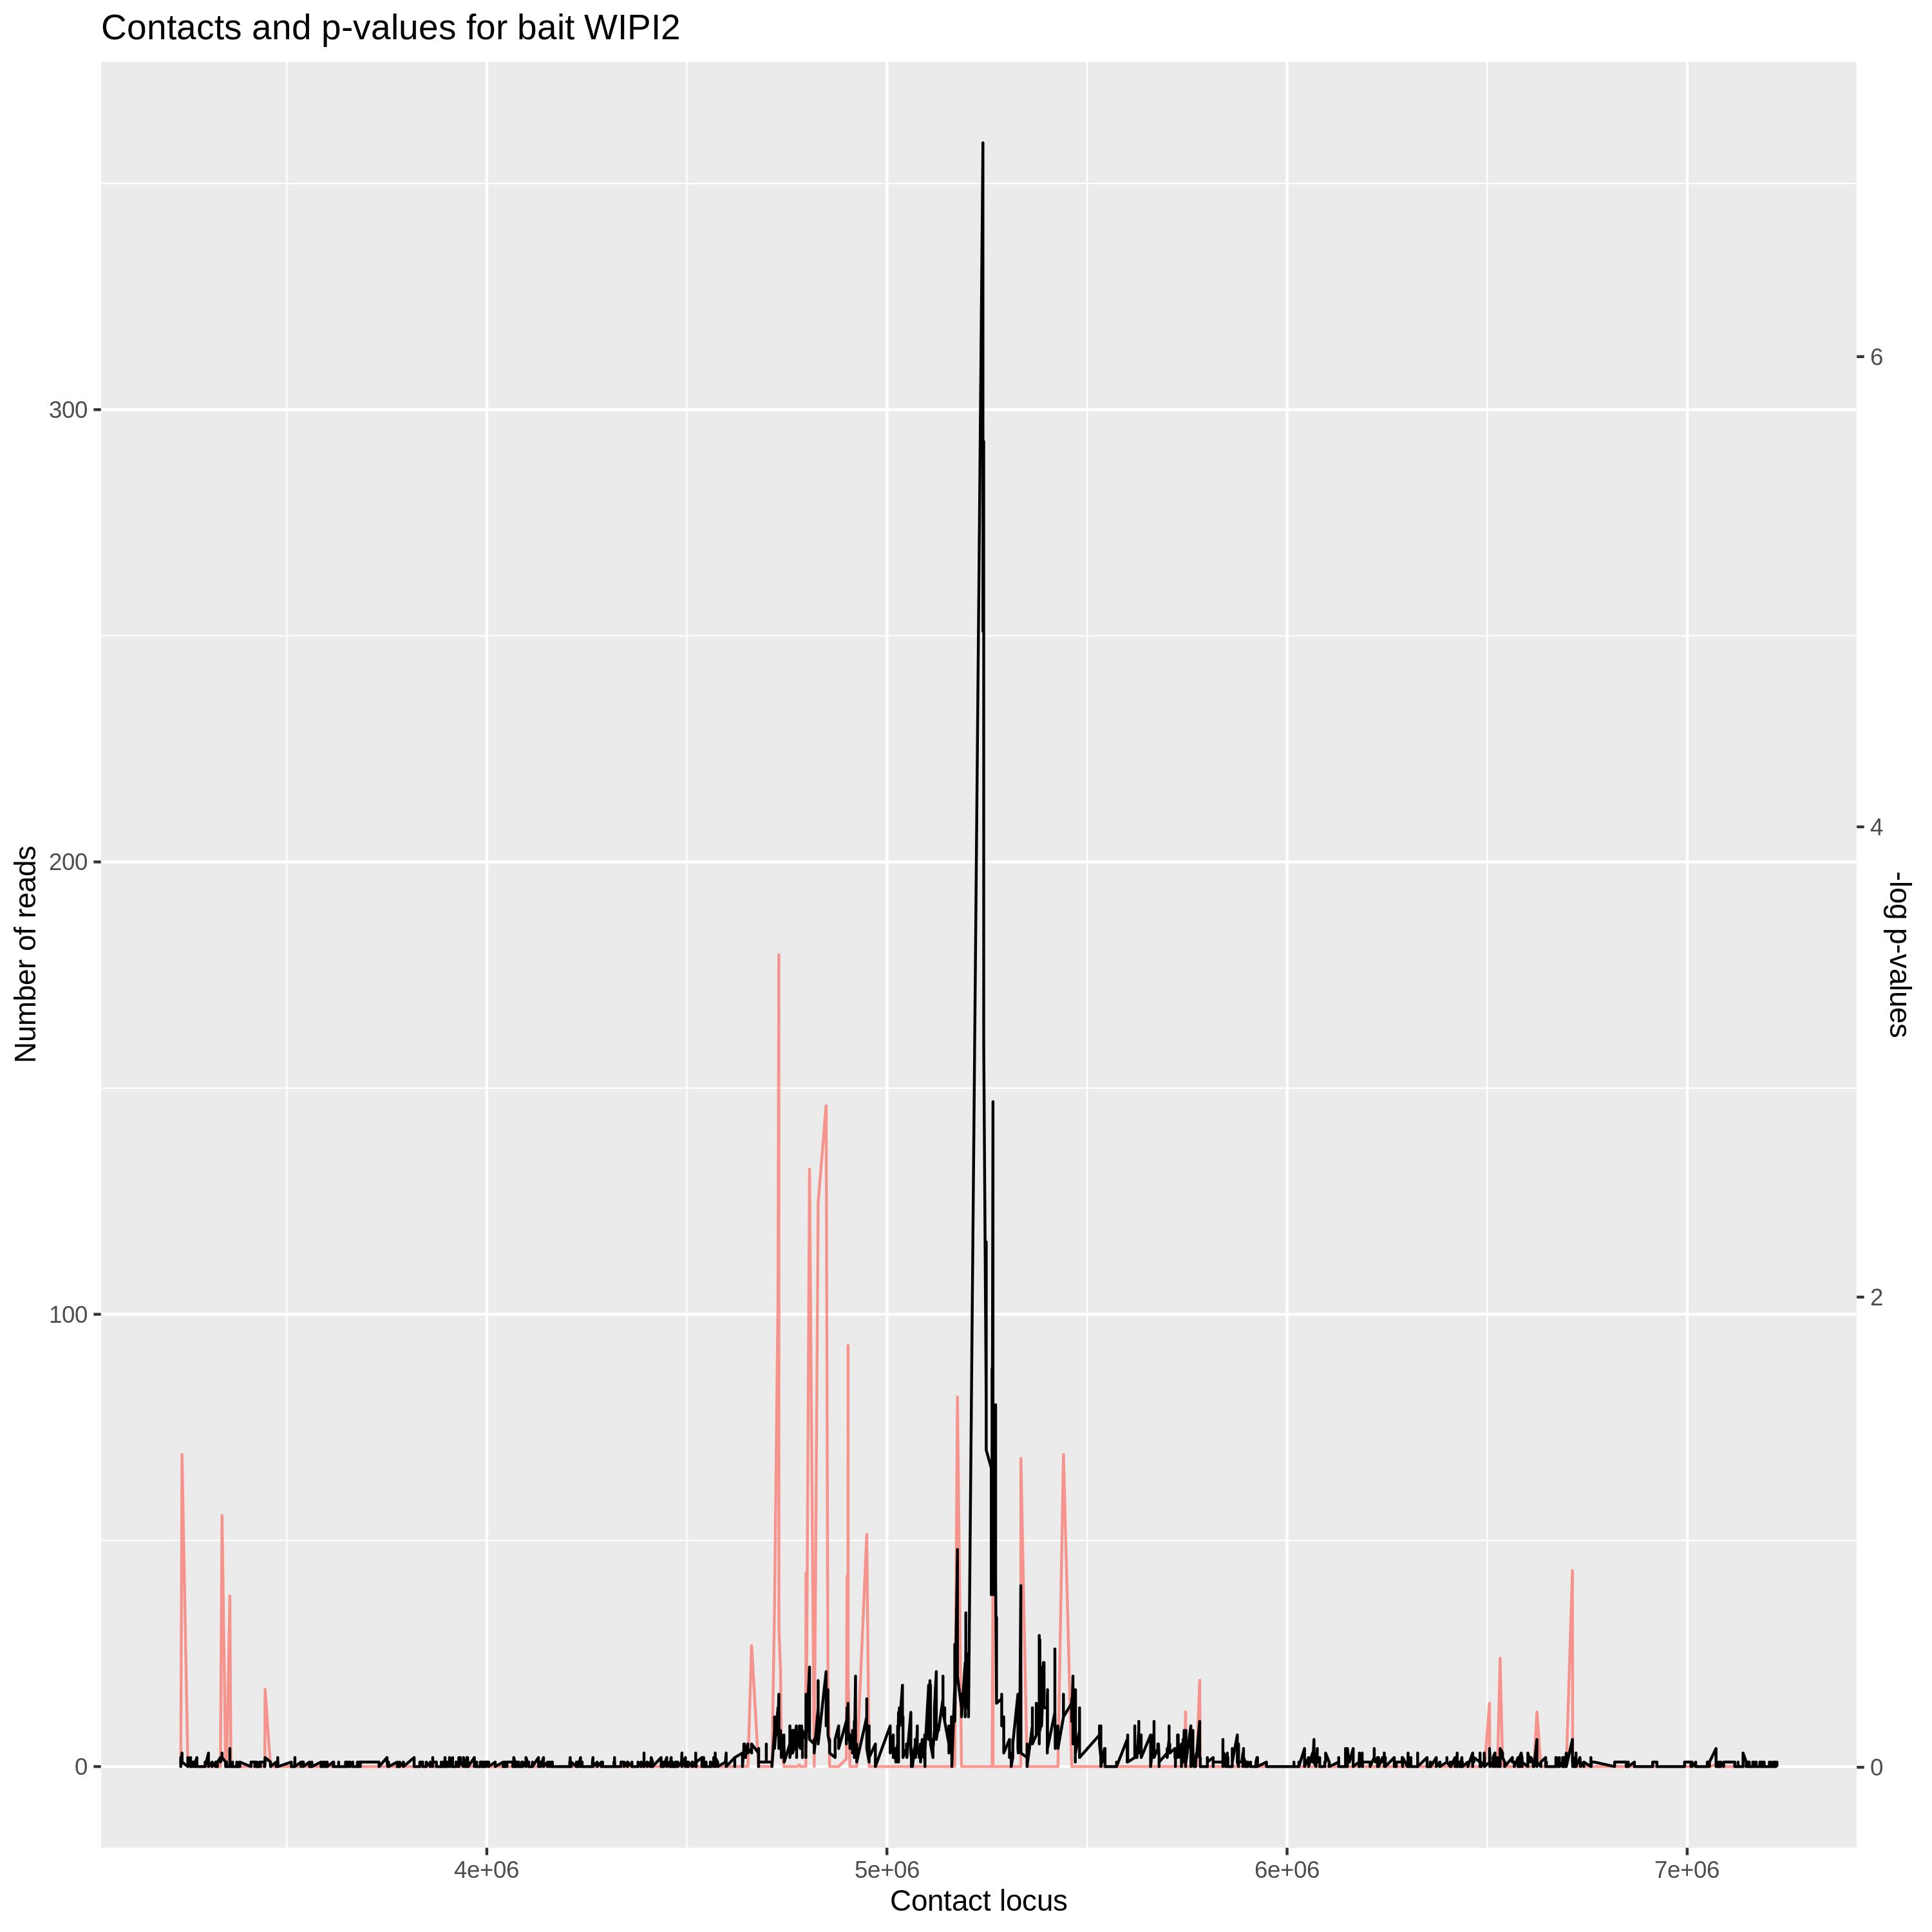 Contacts and p-values for bait WIPI2
300
200
100
0
Number of reads
6
4
2
0
-log p-values
4e+06
5e+06
6e+06
7e+06
Contact locus